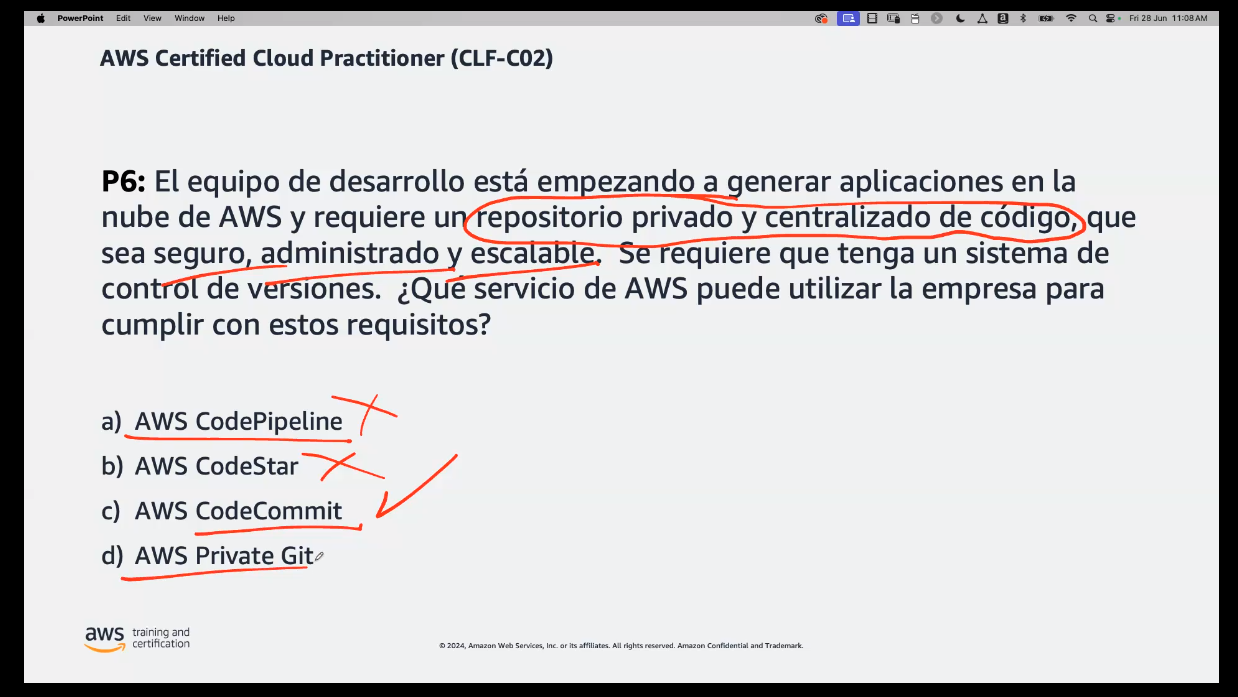 PowerPoint Edit View Window Help Fri 28 Jun 11:08 AM
AWS Certified Cloud Practitioner (CLF-C02)
P6: El equipo de desarrollo está empezando a generar aplicaciones en la
nube de AWS y requiere un repositorio privado y centralizado de código, que
sea seguro, administrado y escalable. Se requiere que tenga un sistema de
control de versiones. ¿Qué servicio de AWS puede utilizar la empresa para
cumplir con estos requisitos?
a) AWS CodePipeline
b) AWS CodeStar
c) AWS CodeCommit
d) AWS Private Git
aws training and
certification
© 2024, Amazon Web Services, Inc. or its affiliates. All rights reserved. Amazon Confidential and Trademark.